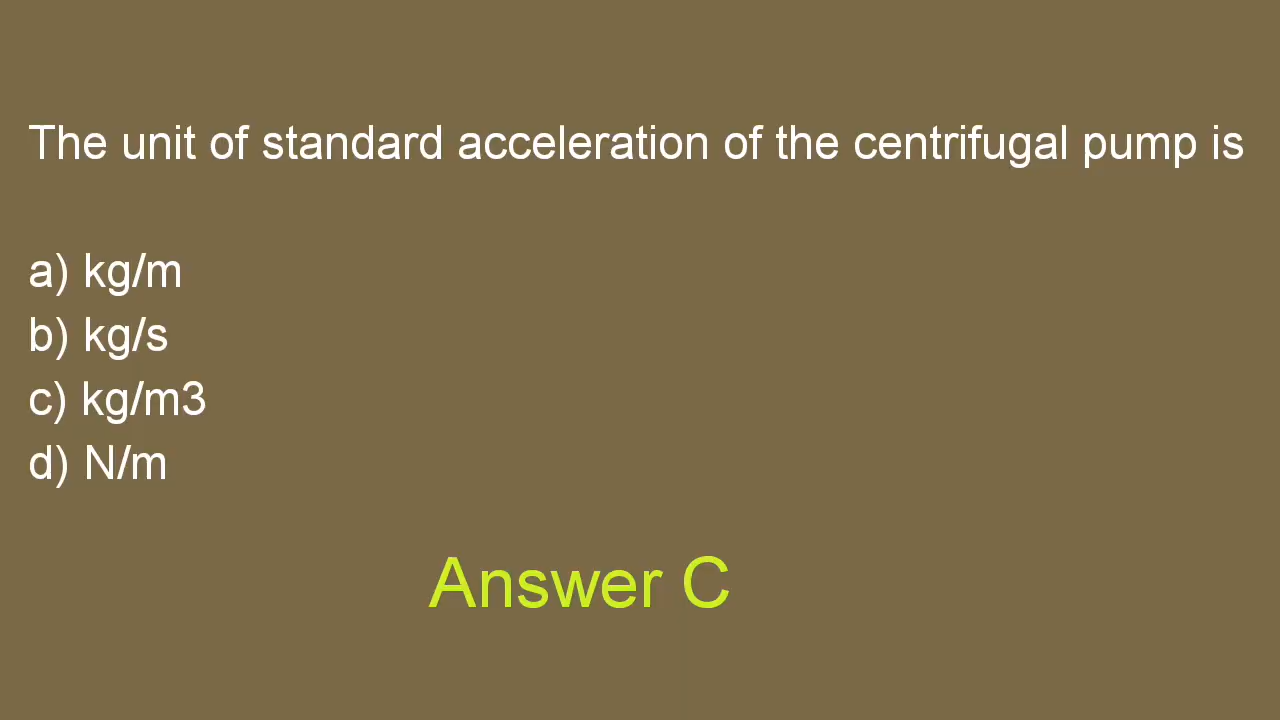 The unit of standard acceleration of the centrifugal pump is
a) kg/m
b) kg/s
c) kg/m3
d) N/m
Answer C